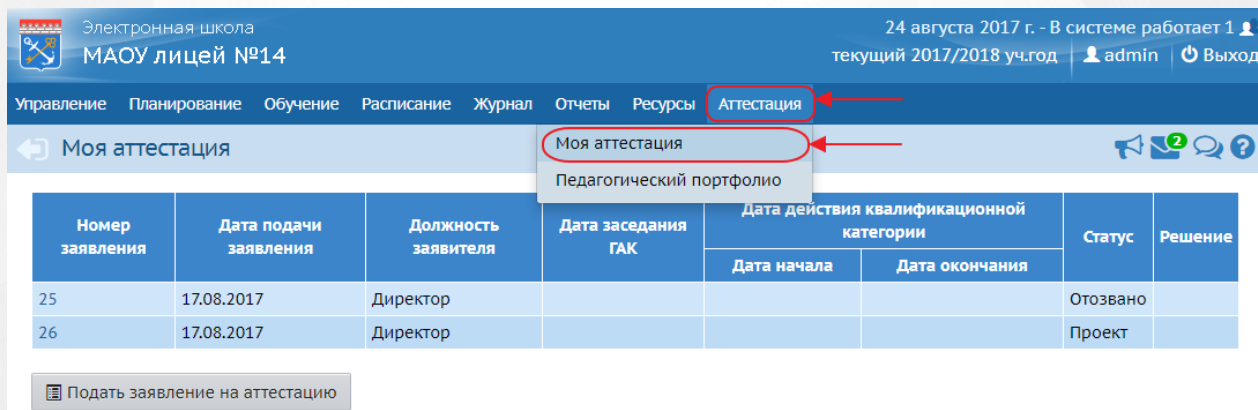 Электронная школа
МАОУ лицей №14
24 августа 2017 г. - В системе работает 1
текущий 2017/2018 уч.год admin Выход
Управление Планирование Обучение Расписание Журнал Отчеты Ресурсы Аттестация
Моя аттестация
Педагогический портфолио
Моя аттестация
2
Номер заявления
Дата подачи заявления
Должность заявителя
Дата заседания ГАК
Дата действия квалификационной категории
Дата начала
Дата окончания
Статус
Решение
25 17.08.2017 Директор Отозвано
26 17.08.2017 Директор Проект
Подать заявление на аттестацию